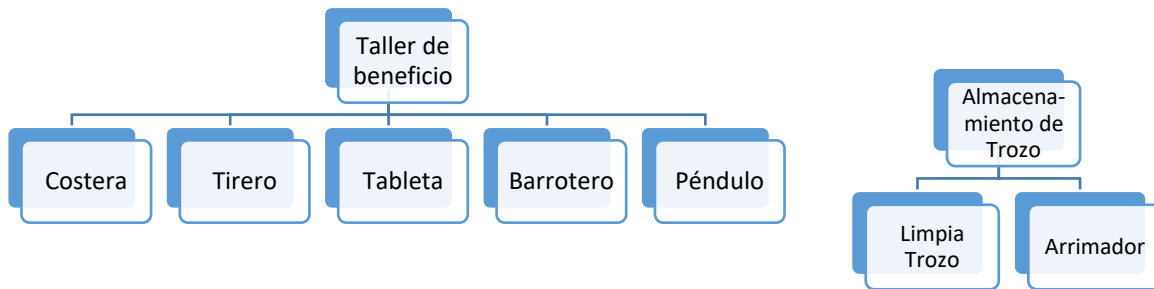 Taller de
beneficio
Costera
Tirero
Tableta
Barrotero
Péndulo
Almacena-
miento de
Trozo
Limpia
Trozo
Arrimador